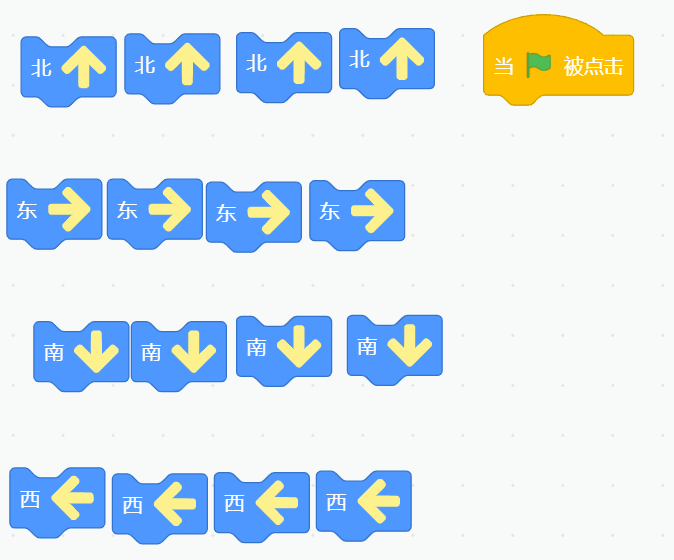 北 北 北 北 当 被点击
东 东 东 东
南 南 南 南
西 西 西 西